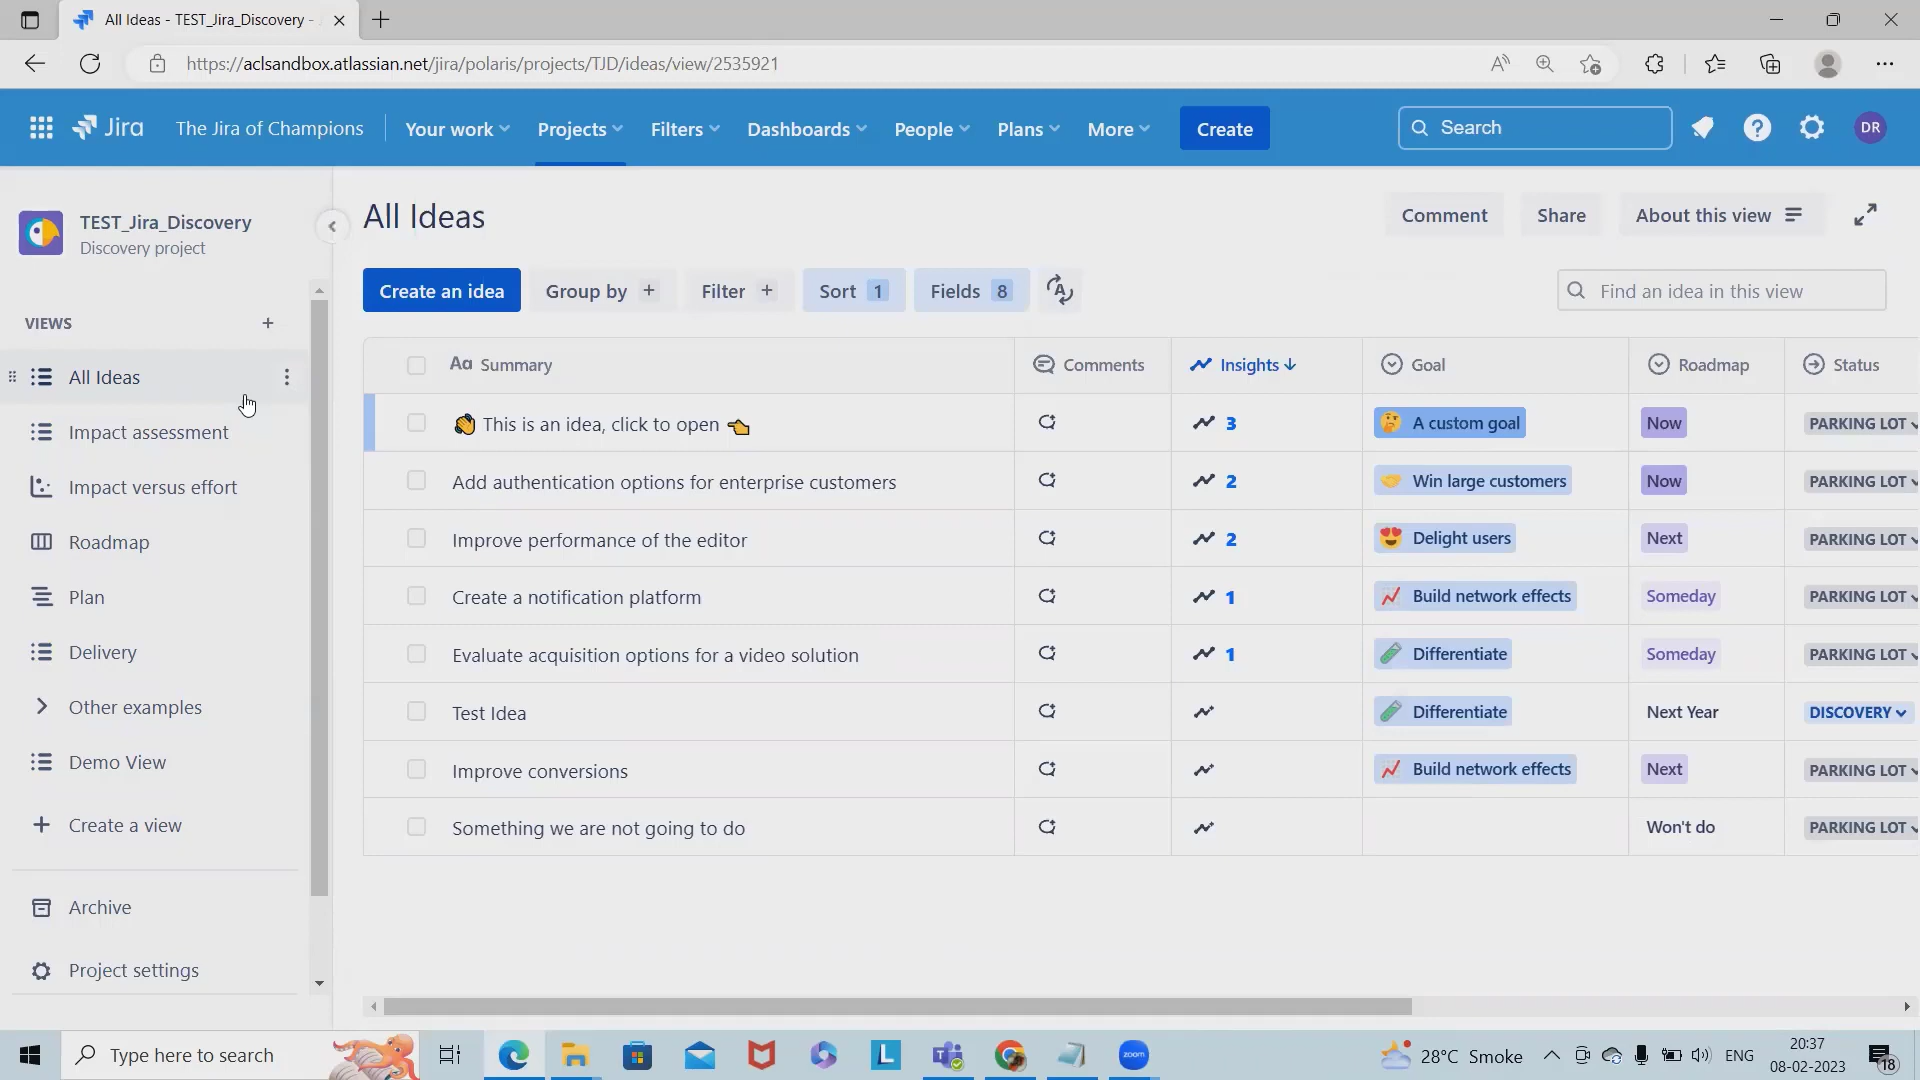 All Ideas - TEST_Jira_Discovery -
https://aclsandbox.atlassian.net/jira/polaris/projects/TJD/ideas/view/2535921
Jira The Jira of Champions Your work Projects Filters Dashboards People Plans More Create Search DR
TEST_Jira_Discovery
Discovery project
VIEWS
All Ideas
Impact assessment
Impact versus effort
Roadmap
Plan
Delivery
Other examples
Demo View
Create a view
Archive
Project settings
All Ideas
Comment Share About this view
Create an idea Group by Filter Sort 1 Fields 8 Find an idea in this view
Aa Summary Comments Insights Goal Roadmap Status
This is an idea, click to open 3 A custom goal Now PARKING LOT
Add authentication options for enterprise customers 2 Win large customers Now PARKING LOT
Improve performance of the editor 2 Delight users Next PARKING LOT
Create a notification platform 1 Build network effects Someday PARKING LOT
Evaluate acquisition options for a video solution 1 Differentiate Someday PARKING LOT
Test Idea Differentiate Next Year DISCOVERY
Improve conversions Build network effects Next PARKING LOT
Something we are not going to do Won't do PARKING LOT
Type here to search
L
zoom
28°C Smoke
ENG
20:37
08-02-2023
18